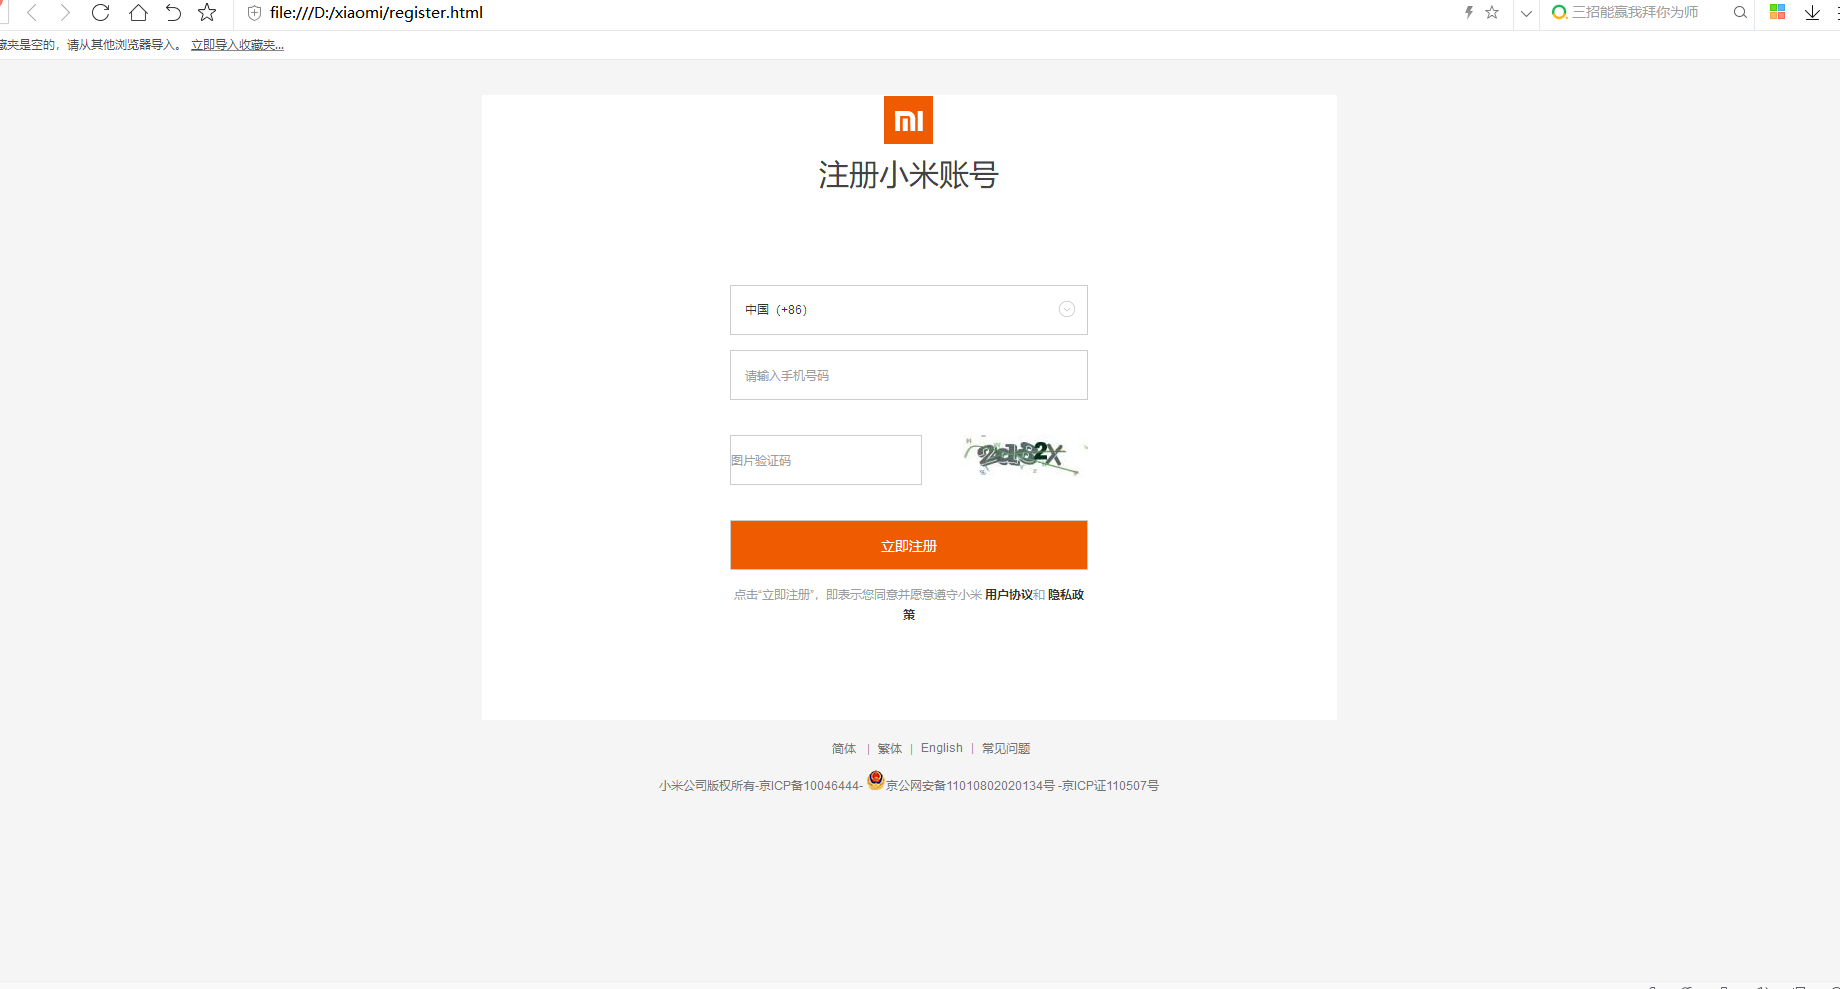 file:///D:/xiaomi/register.html
三招能赢我拜你为师
藏夹是空的，请从其他浏览器导入。 立即导入收藏夹...
mi
注册小米账号
中国（+86）
请输入手机号码
图片验证码
2d82X
立即注册
点击“立即注册”，即表示您同意并愿意遵守小米 用户协议和 隐私政
策
简体 | 繁体 | English | 常见问题
小米公司版权所有-京ICP备10046444- 京公网安备11010802020134号 -京ICP证110507号